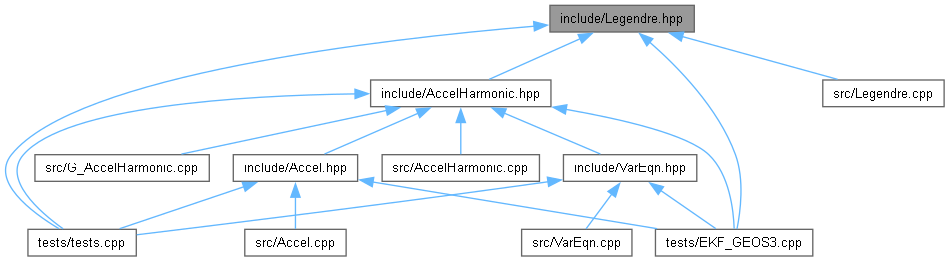 include/Legendre.hpp
include/AccelHarmonic.hpp
src/Legendre.cpp
src/G_AccelHarmonic.cpp
include/Accel.hpp
src/AccelHarmonic.cpp
include/VarEqn.hpp
tests/tests.cpp
src/Accel.cpp
src/VarEqn.cpp
tests/EKF_GEOS3.cpp